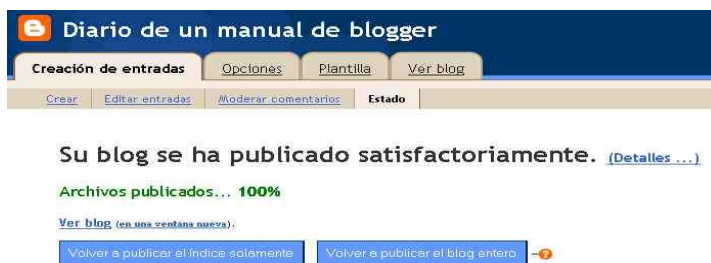 Diario de un manual de blogger
Creación de entradas Opciones Plantilla Ver blog
Crear Editar entradas Moderar comentarios Estado
Su blog se ha publicado satisfactoriamente. (Detalles ...)
Archivos publicados... 100%
Ver blog (en una ventana nueva).
Volver a publicar el índice solamente Volver a publicar el blog entero -?